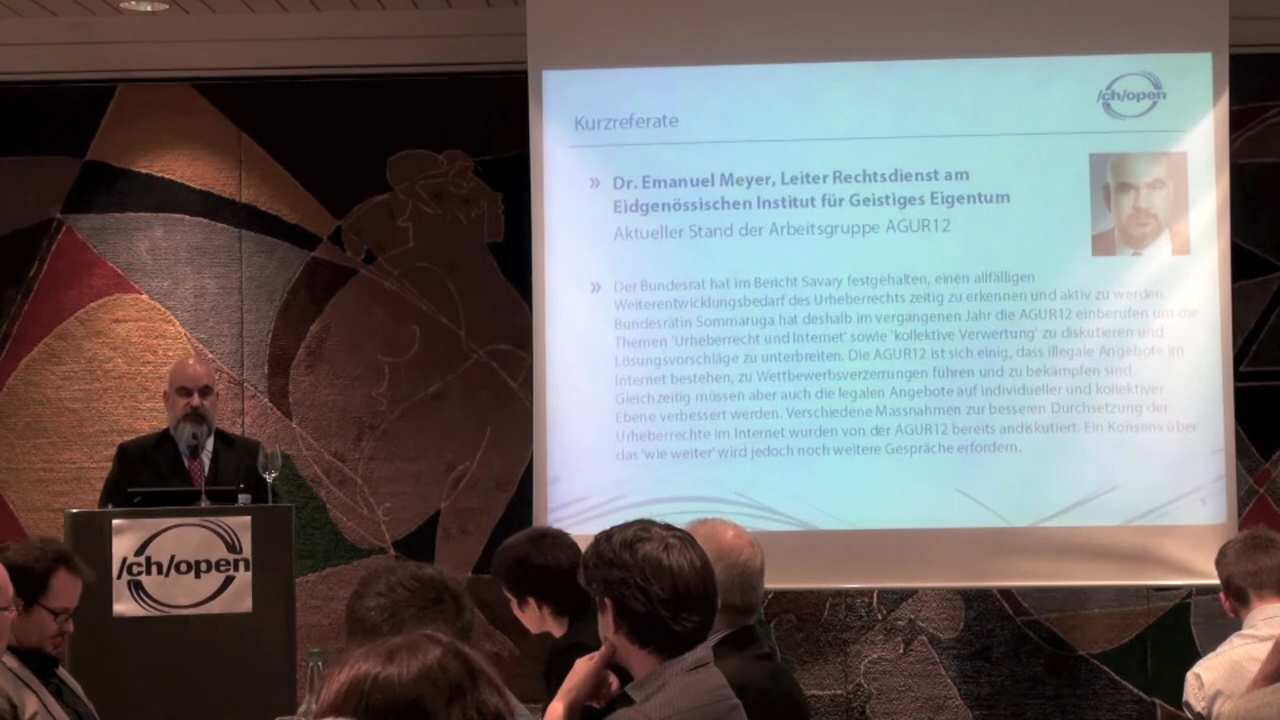 /ch/open
Kurzreferate
» Dr. Emanuel Meyer, Leiter Rechtsdienst am
Eidgenössischen Institut für Geistiges Eigentum
Aktueller Stand der Arbeitsgruppe AGUR12
» Der Bundesrat hat im Bericht Savary festgehalten, einen allfälligen
Weiterentwicklungsbedarf des Urheberrechts zeitig zu erkennen und aktiv zu werden.
Bundesrätin Sommaruga hat deshalb im vergangenen Jahr die AGUR12 einberufen um die
Themen 'Urheberrecht und Internet' sowie 'kollektive Verwertung' zu diskutieren und
Lösungsvorschläge zu unterbreiten. Die AGUR12 ist sich einig, dass illegale Angebote im
Internet bestehen, zu Wettbewerbsverzerrungen führen und zu bekämpfen sind.
Gleichzeitig müssen aber auch die legalen Angebote auf individueller und kollektiver
Ebene verbessert werden. Verschiedene Massnahmen zur besseren Durchsetzung der
Urheberrechte im Internet wurden von der AGUR12 bereits andiskutiert. Ein Konsens über
das 'wie weiter' wird jedoch noch weitere Gespräche erfordern.
/ch/open